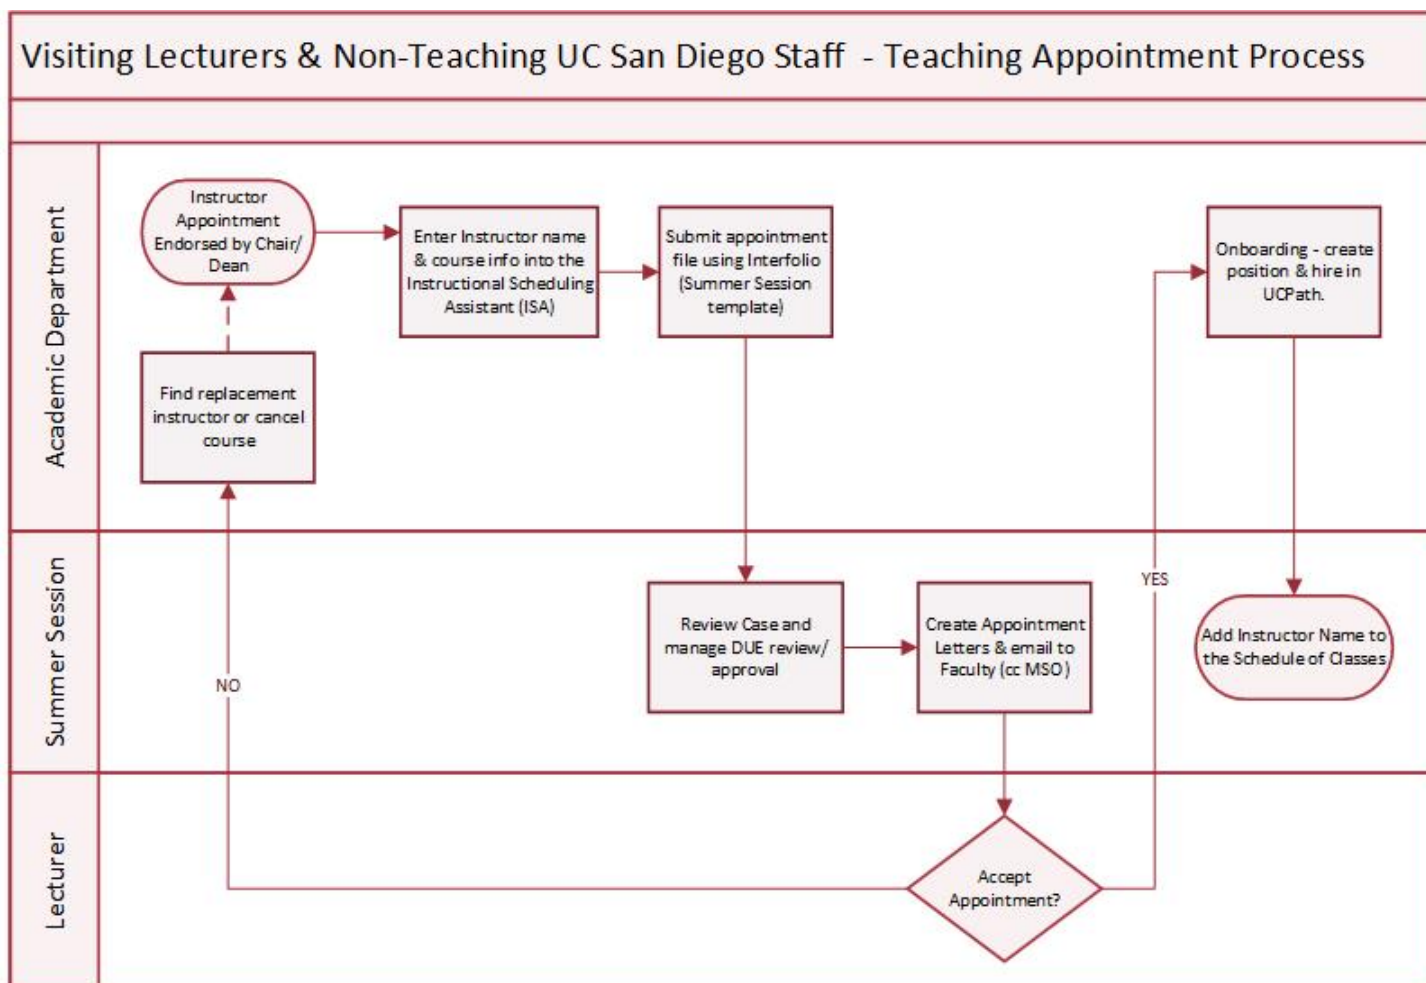 Visiting Lecturers & Non-Teaching UC San Diego Staff - Teaching Appointment Process
Academic Department
Instructor
Appointment
Endorsed by Chair/
Dean
Enter Instructor name
& course info into the
Instructional Scheduling
Assistant (ISA)
Submit appointment
file using Interfolio
(Summer Session
template)
Onboarding - create
position & hire in
UCPath.
Find replacement
instructor or cancel
course
Summer Session
NO
Review Case and
manage DUE review/
approval
Create Appointment
Letters & email to
Faculty (cc MSO)
YES
Add Instructor Name to
the Schedule of Classes
Lecturer
Accept
Appointment?